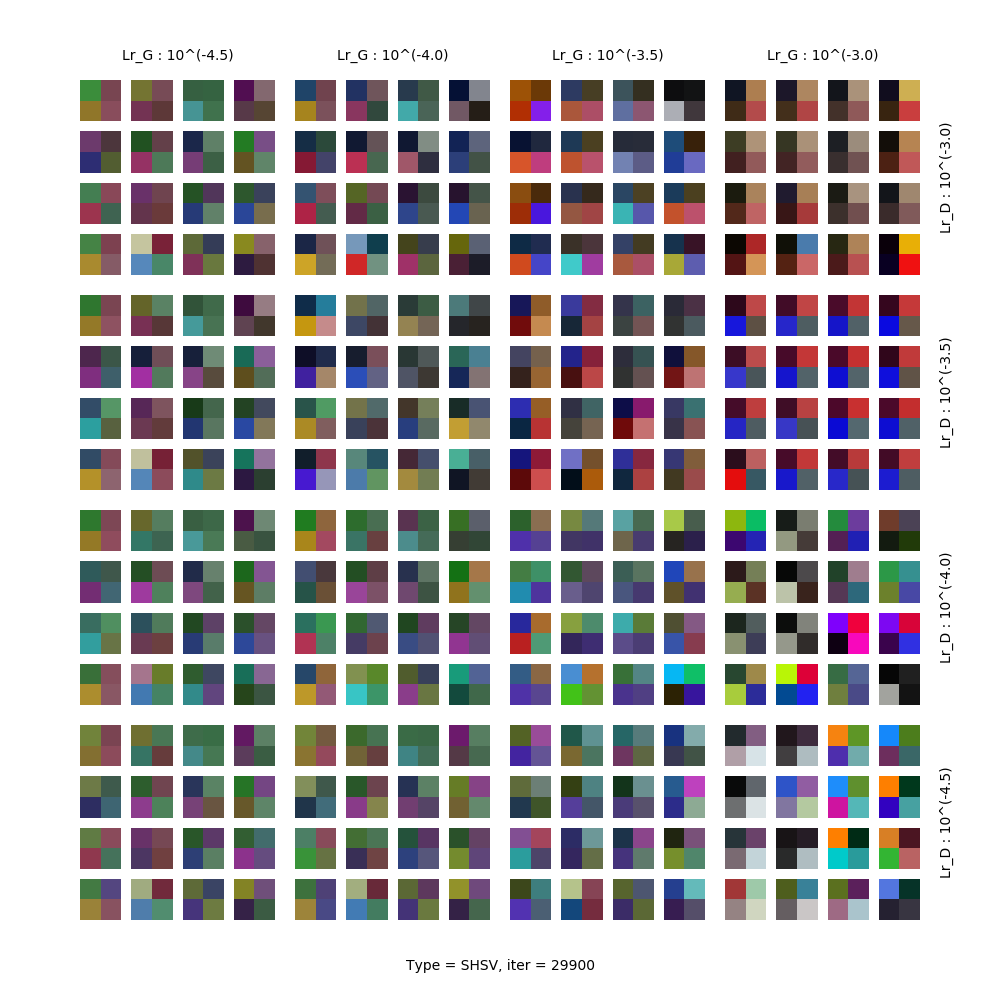 Lr_G : 10^(-4.5)
Lr_G : 10^(-4.0)
Lr_G : 10^(-3.5)
Lr_G : 10^(-3.0)
Lr_D : 10^(-3.0)
Lr_D : 10^(-3.5)
Lr_D : 10^(-4.0)
Lr_D : 10^(-4.5)
Type = SHSV, iter = 29900